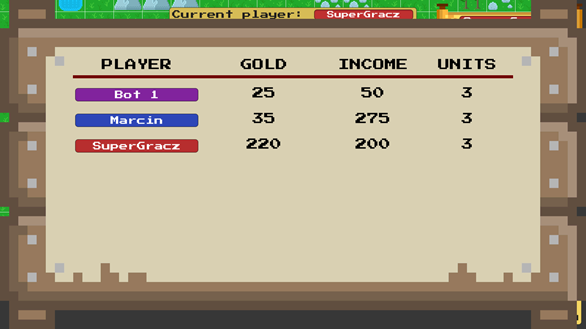 Current player: SuperGracz
PLAYER GOLD INCOME UNITS
Bot 1 25 50 3
Marcin 35 275 3
SuperGracz 220 200 3